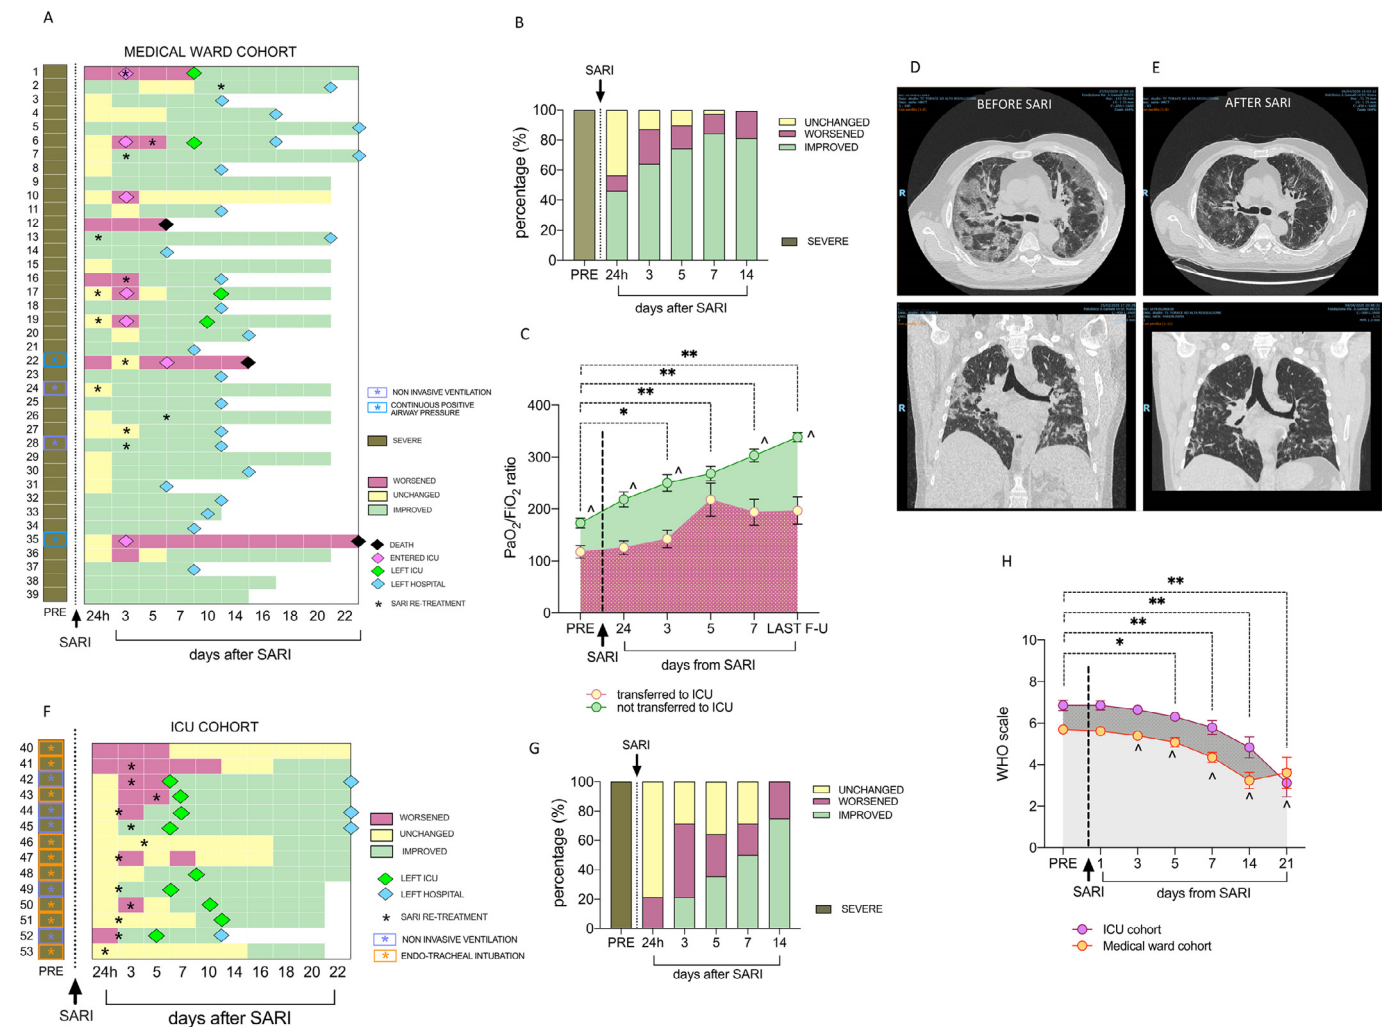 A
MEDICAL WARD COHORT
1
2
3
4
5
6
7
8
9
10
11
12
13
14
15
16
17
18
19
20
21
22
23
24
25
26
27
28
29
30
31
32
33
34
35
36
37
38
39
PRE
24h 3 5 7 10 14 16 18 20 22
SARI
days after SARI
* NON INVASIVE VENTILATION
* CONTINUOUS POSITIVE
AIRWAY PRESSURE
SEVERE
WORSENED
UNCHANGED
IMPROVED
DEATH
ENTERED ICU
LEFT ICU
LEFT HOSPITAL
* SARI RE-TREATMENT
B
SARI
percentage (%)
100
80
60
40
20
0
PRE 24h 3 5 7 14
days after SARI
UNCHANGED
WORSENED
IMPROVED
SEVERE
C
**
**
**
*
PaO2/FiO2 ratio
400
300
200
100
0
^ ^ ^ ^ ^
PRE 24 3 5 7 LAST F-U
SARI
days from SARI
transferred to ICU
not transferred to ICU
D
BEFORE SARI
R
R
E
AFTER SARI
R
R
F
ICU COHORT
40
41
42
43
44
45
46
47
48
49
50
51
52
53
PRE
24h 3 5 7 10 14 16 18 20 22
SARI
days after SARI
WORSENED
UNCHANGED
IMPROVED
LEFT ICU
LEFT HOSPITAL
* SARI RE-TREATMENT
* NON INVASIVE VENTILATION
* ENDO-TRACHEAL INTUBATION
G
SARI
percentage (%)
100
80
60
40
20
0
PRE 24h 3 5 7 14
days after SARI
UNCHANGED
WORSENED
IMPROVED
SEVERE
H
**
**
**
*
WHO scale
10
8
6
4
2
0
^ ^ ^ ^ ^
PRE 1 3 5 7 14 21
SARI
days from SARI
ICU cohort
Medical ward cohort